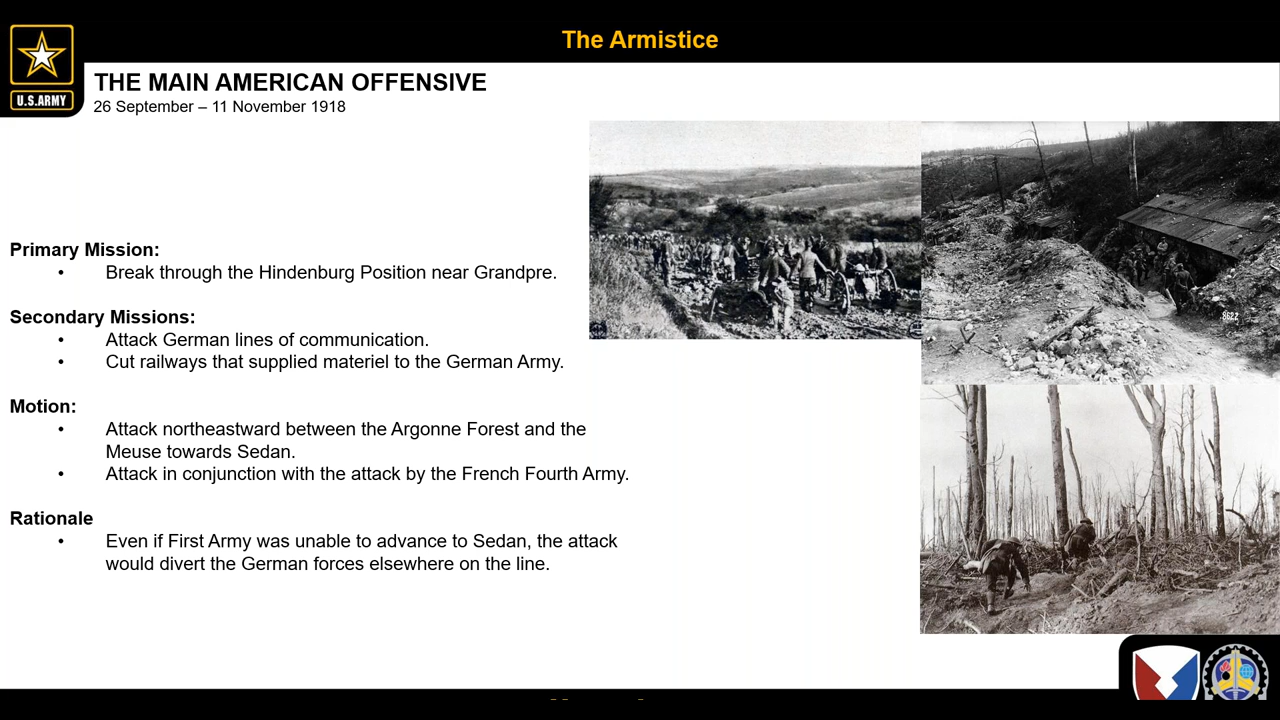 The Armistice
U.S.ARMY
THE MAIN AMERICAN OFFENSIVE
26 September – 11 November 1918
Primary Mission:
• Break through the Hindenburg Position near Grandpre.
Secondary Missions:
• Attack German lines of communication.
• Cut railways that supplied materiel to the German Army.
Motion:
• Attack northeastward between the Argonne Forest and the
Meuse towards Sedan.
• Attack in conjunction with the attack by the French Fourth Army.
Rationale
• Even if First Army was unable to advance to Sedan, the attack
would divert the German forces elsewhere on the line.